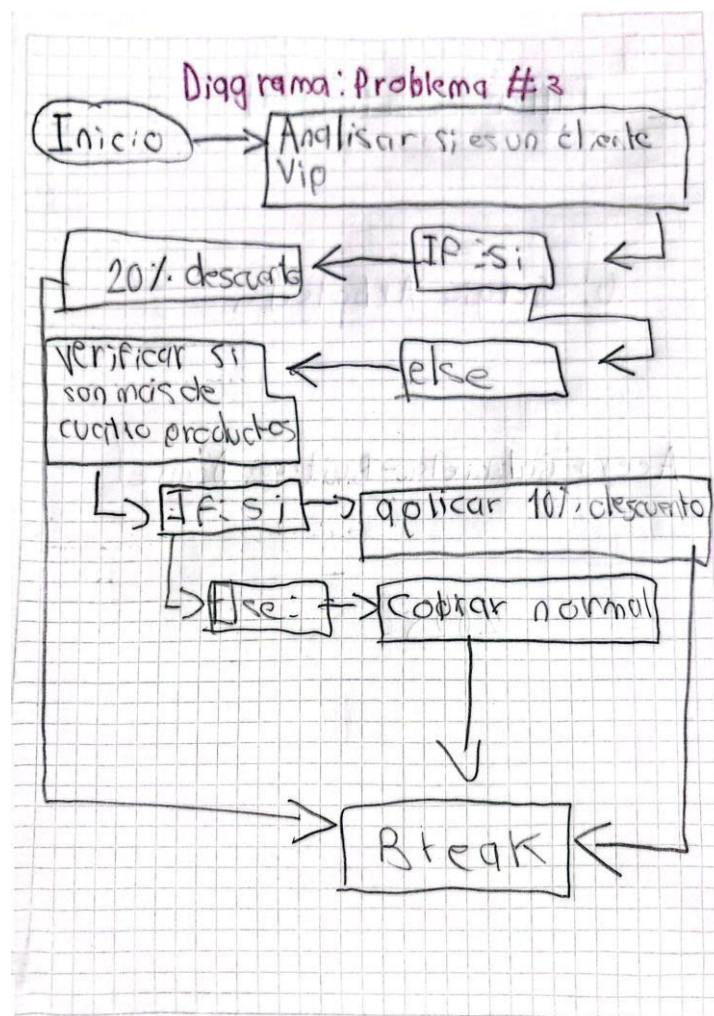 Diagrama: Problema #3
Inicio
Analisar si es un cliente
Vip
IF: si
20% descuento
else
verificar si
son más de
cuatro productos
IF: si
aplicar 10% descuento
Else:
Cobrar normal
Break